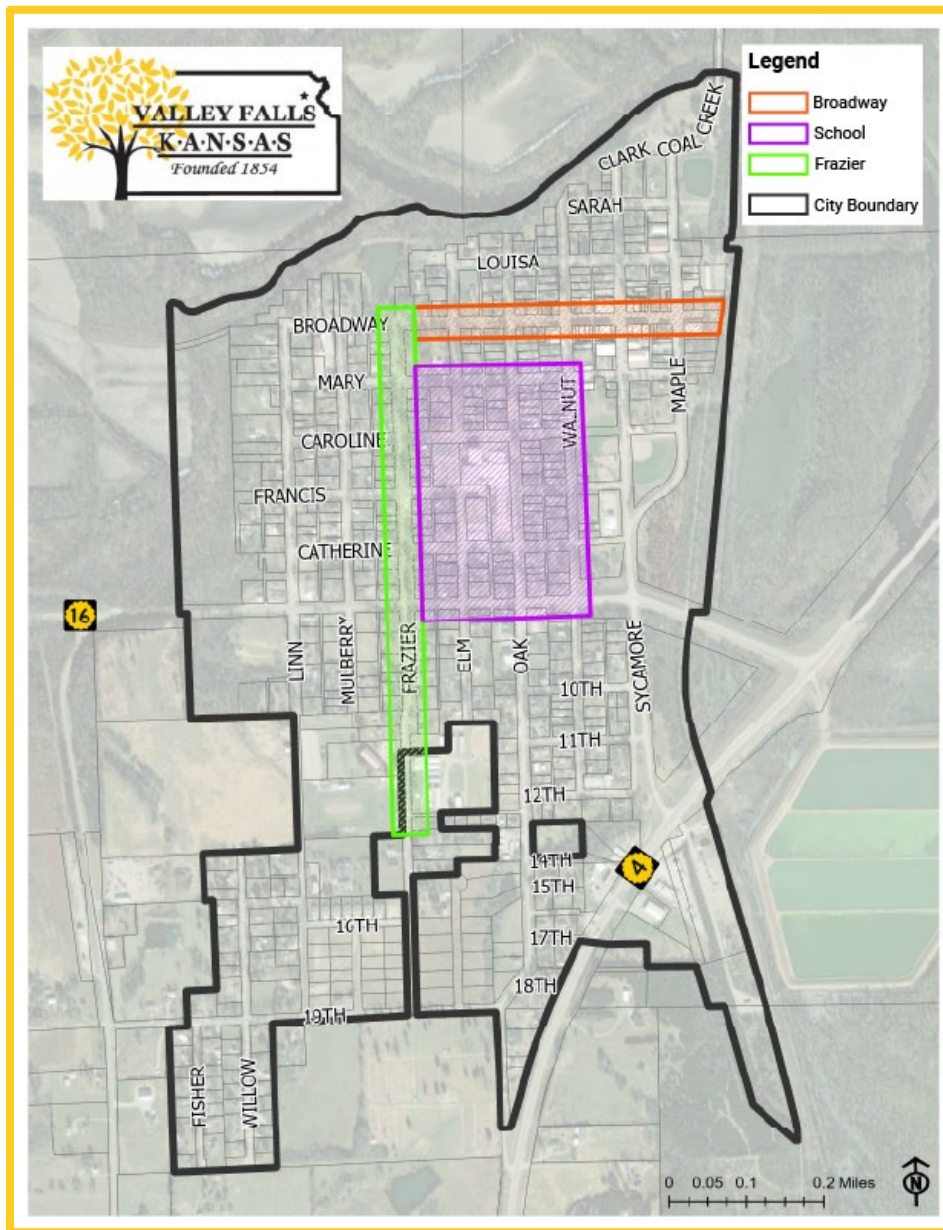 VALLEY FALLS
K·A·N·S·A·S
Founded 1854
Legend
Broadway
School
Frazier
City Boundary
CLARK
COAL CREEK
SARAH
LOUISA
BROADWAY
MARY
MAPLE
WALNUT
CAROLINE
FRANCIS
CATHERINE
16
LINN
MULBERRY
FRAZIER
ELM
OAK
SYCAMORE
10TH
11TH
12TH
4
14TH
15TH
16TH
17TH
18TH
19TH
FISHER
WILLOW
0 0.05 0.1 0.2 Miles
N